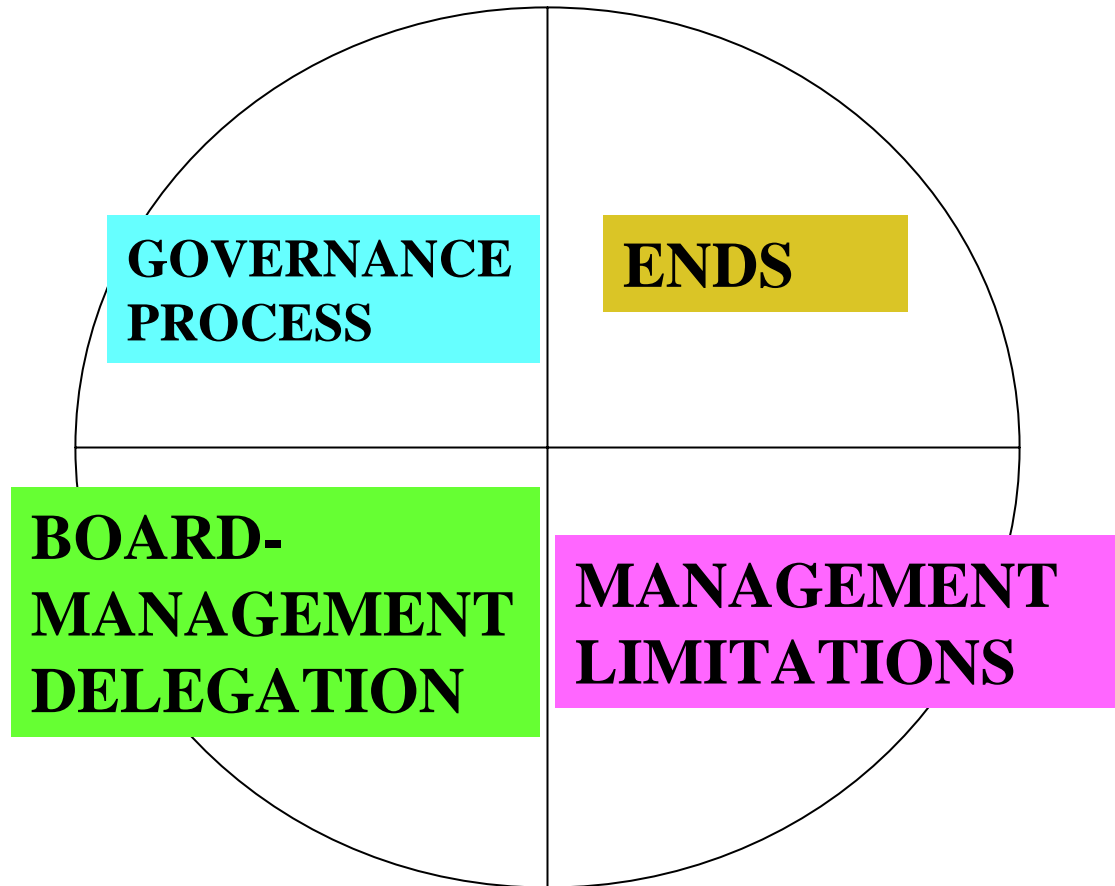 GOVERNANCE
PROCESS
ENDS
BOARD-
MANAGEMENT
DELEGATION
MANAGEMENT
LIMITATIONS